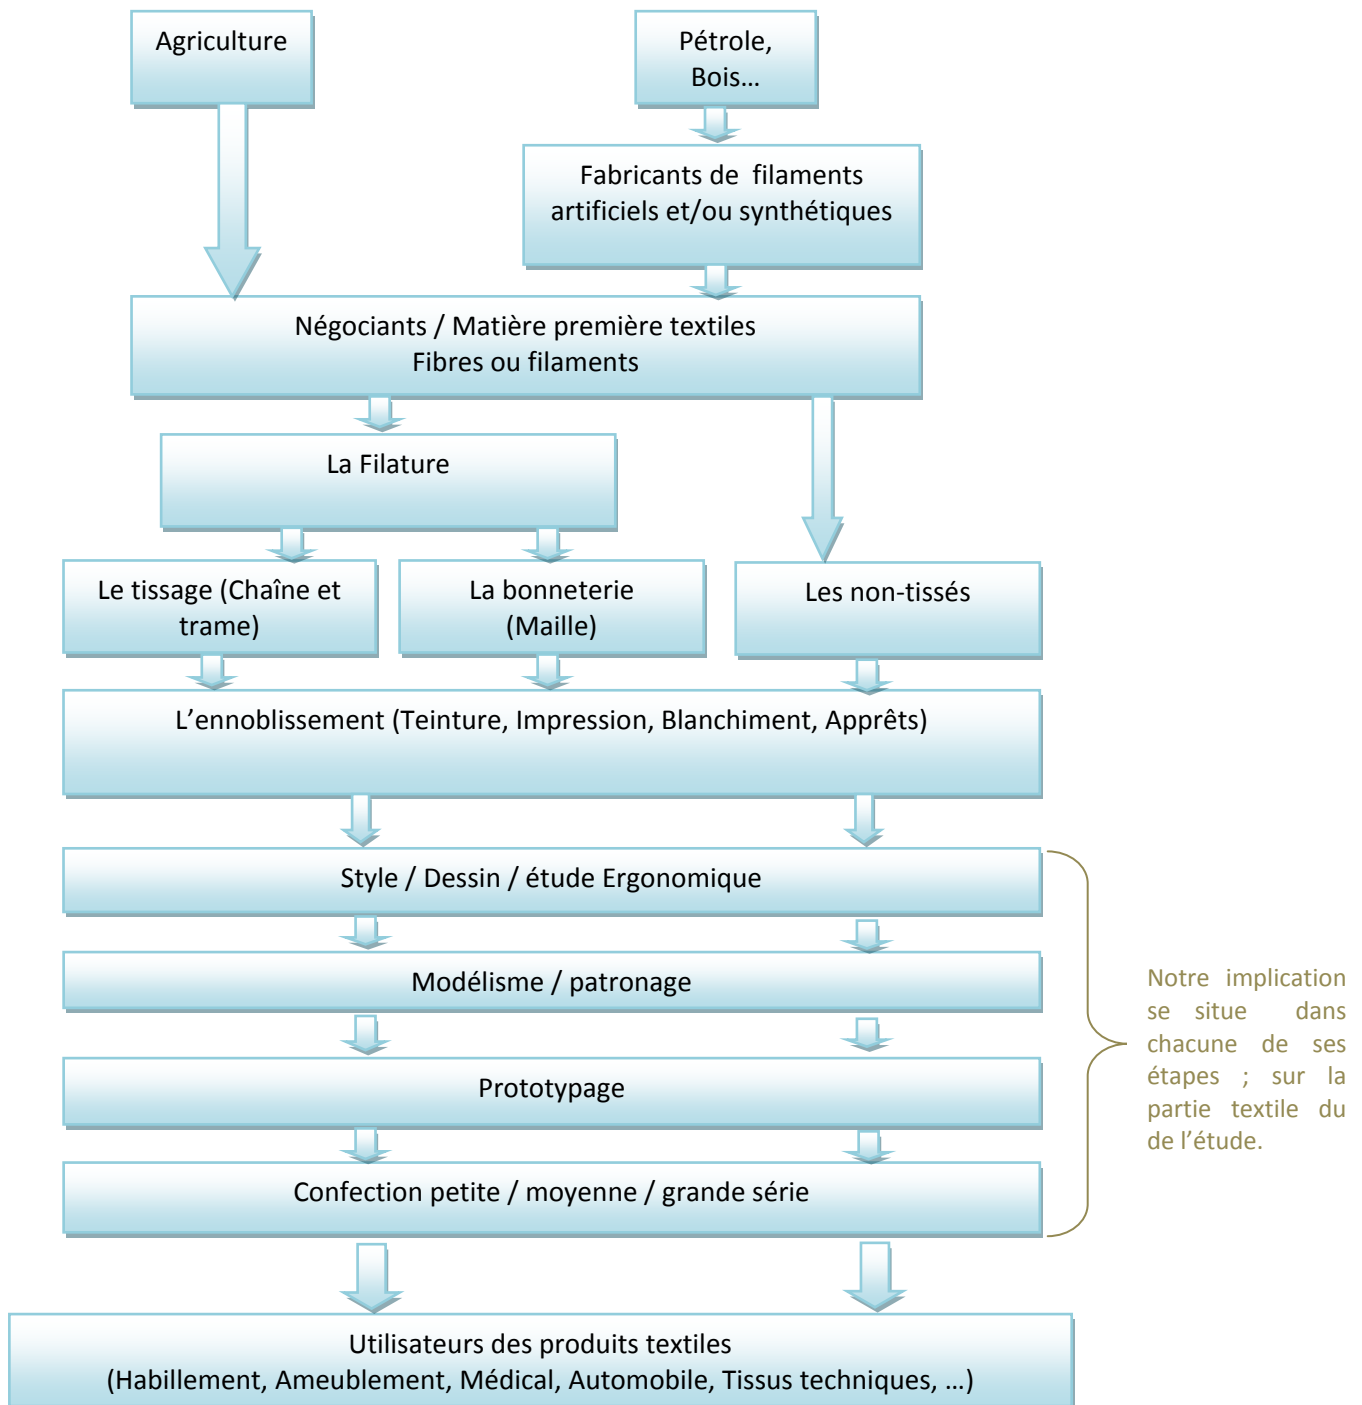 Agriculture
Pétrole,
Bois…
Fabricants de filaments
artificiels et/ou synthétiques
Négociants / Matière première textiles
Fibres ou filaments
La Filature
Le tissage (Chaîne et
trame)
La bonneterie
(Maille)
Les non-tissés
L’ennoblissement (Teinture, Impression, Blanchiment, Apprêts)
Style / Dessin / étude Ergonomique
Modélisme / patronage
Prototypage
Confection petite / moyenne / grande série
Notre implication
se situe dans
chacune de ses
étapes ; sur la
partie textile du
de l’étude.
Utilisateurs des produits textiles
(Habillement, Ameublement, Médical, Automobile, Tissus techniques, …)